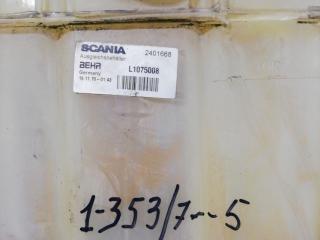 SCANIA 2401668
Ausgleichsbehälter
BEHR L1075008
Germany
1-353/7--5